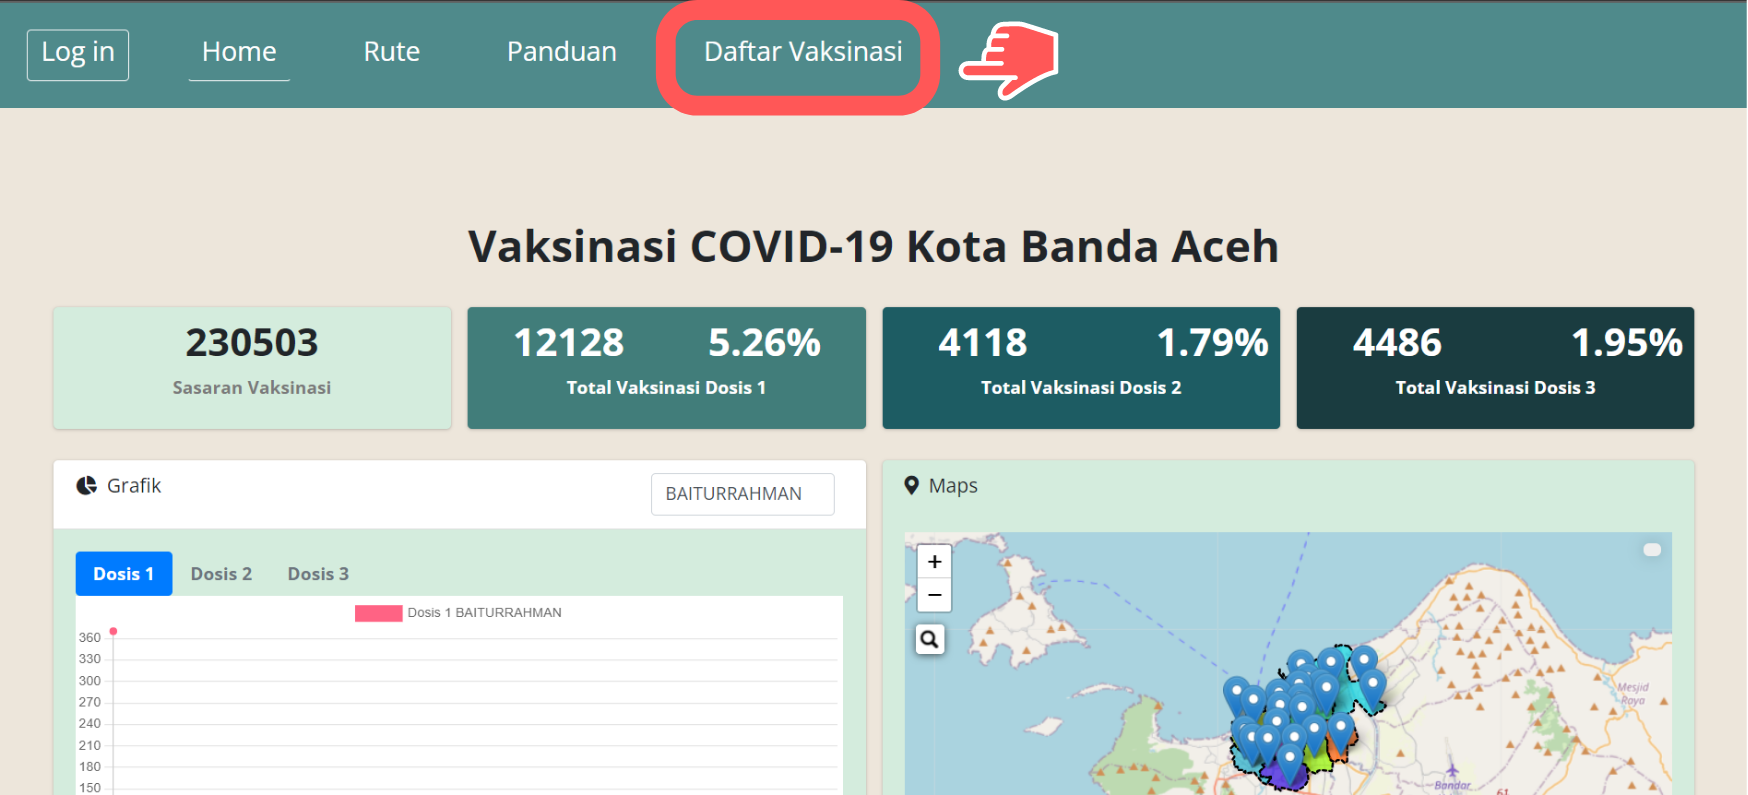 Log in Home Rute Panduan Daftar Vaksinasi
Vaksinasi COVID-19 Kota Banda Aceh
230503
Sasaran Vaksinasi
12128 5.26%
Total Vaksinasi Dosis 1
4118 1.79%
Total Vaksinasi Dosis 2
4486 1.95%
Total Vaksinasi Dosis 3
Grafik
BAITURRAHMAN
Dosis 1 Dosis 2 Dosis 3
Dosis 1 BAITURRAHMAN
360
330
300
270
240
210
180
150
Maps
+
−
Mesjid
Raya
Bandar
61